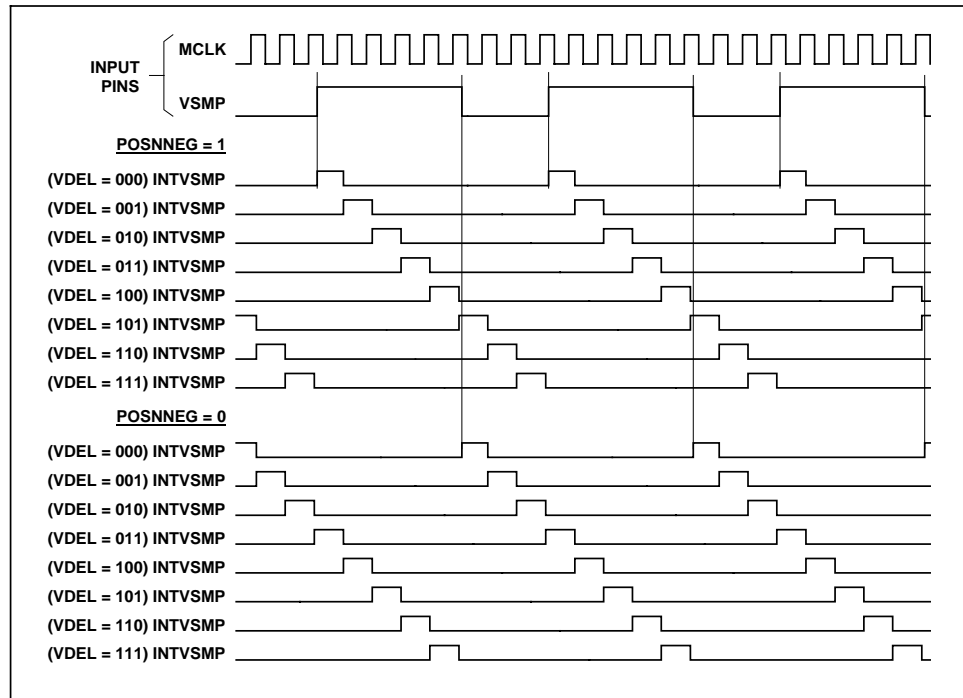 MCLK
INPUT
PINS
VSMP
POSNNEG = 1
(VDEL = 000) INTVSMP
(VDEL = 001) INTVSMP
(VDEL = 010) INTVSMP
(VDEL = 011) INTVSMP
(VDEL = 100) INTVSMP
(VDEL = 101) INTVSMP
(VDEL = 110) INTVSMP
(VDEL = 111) INTVSMP
POSNNEG = 0
(VDEL = 000) INTVSMP
(VDEL = 001) INTVSMP
(VDEL = 010) INTVSMP
(VDEL = 011) INTVSMP
(VDEL = 100) INTVSMP
(VDEL = 101) INTVSMP
(VDEL = 110) INTVSMP
(VDEL = 111) INTVSMP